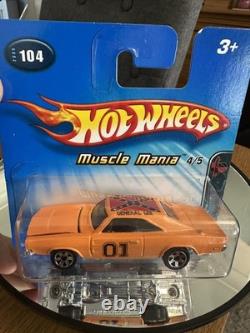 104
3+
HOT WHEELS
Muscle Mania 4/5
GENERAL LEE
01